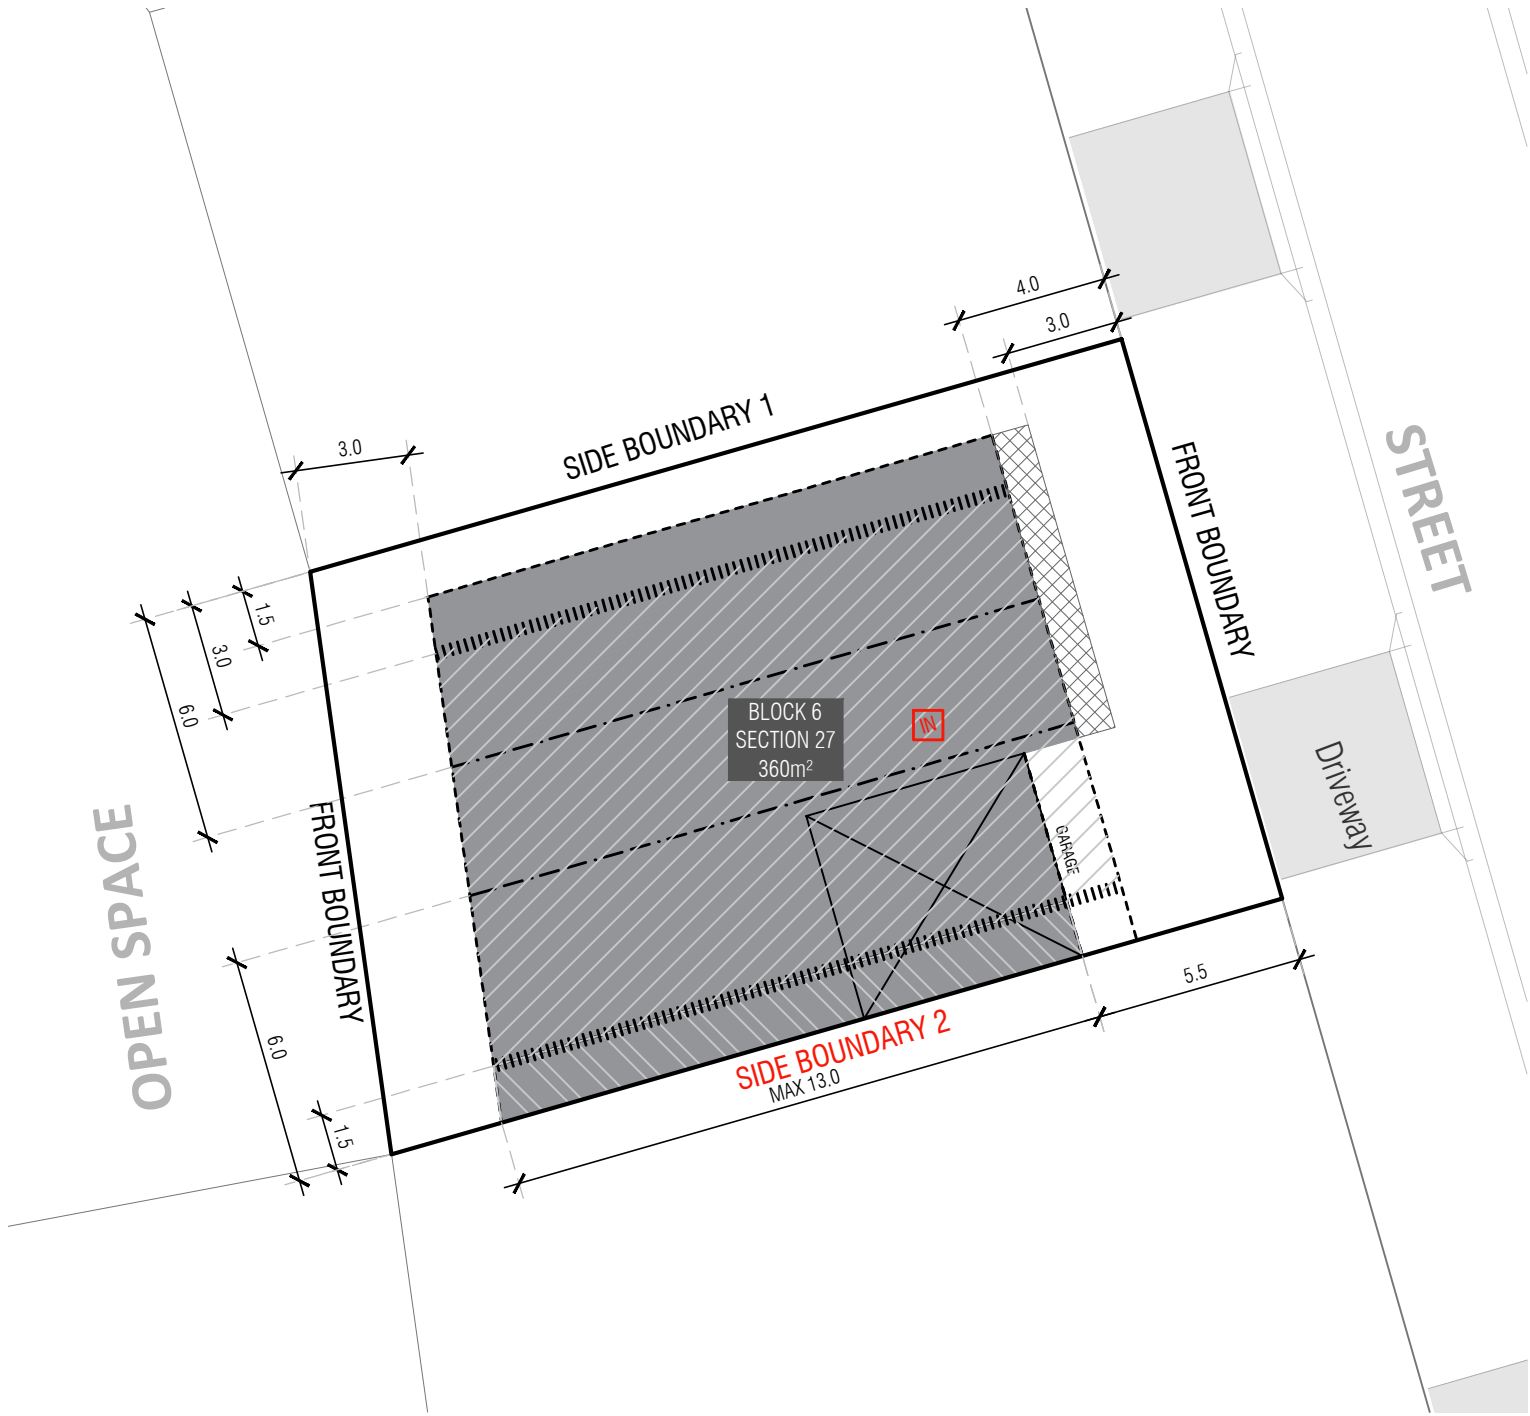 4.0
3.0
STREET
SIDE BOUNDARY 1
3.0
FRONT BOUNDARY
1.5
3.0
6.0
BLOCK 6
SECTION 27
360m²
IN
Driveway
GARAGE
OPEN SPACE
FRONT BOUNDARY
6.0
1.5
SIDE BOUNDARY 2
MAX 13.0
5.5